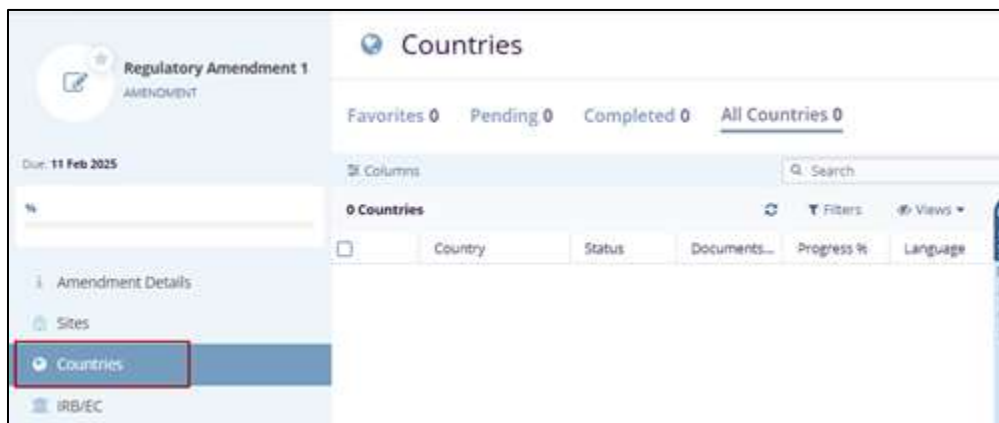 Regulatory Amendment 1
AMENDMENT
Due: 11 Feb 2025
%
Amendment Details
Sites
Countries
IRB/EC
Countries
Favorites 0 Pending 0 Completed 0 All Countries 0
Columns Search
0 Countries Filters Views
Country Status Documents... Progress % Language